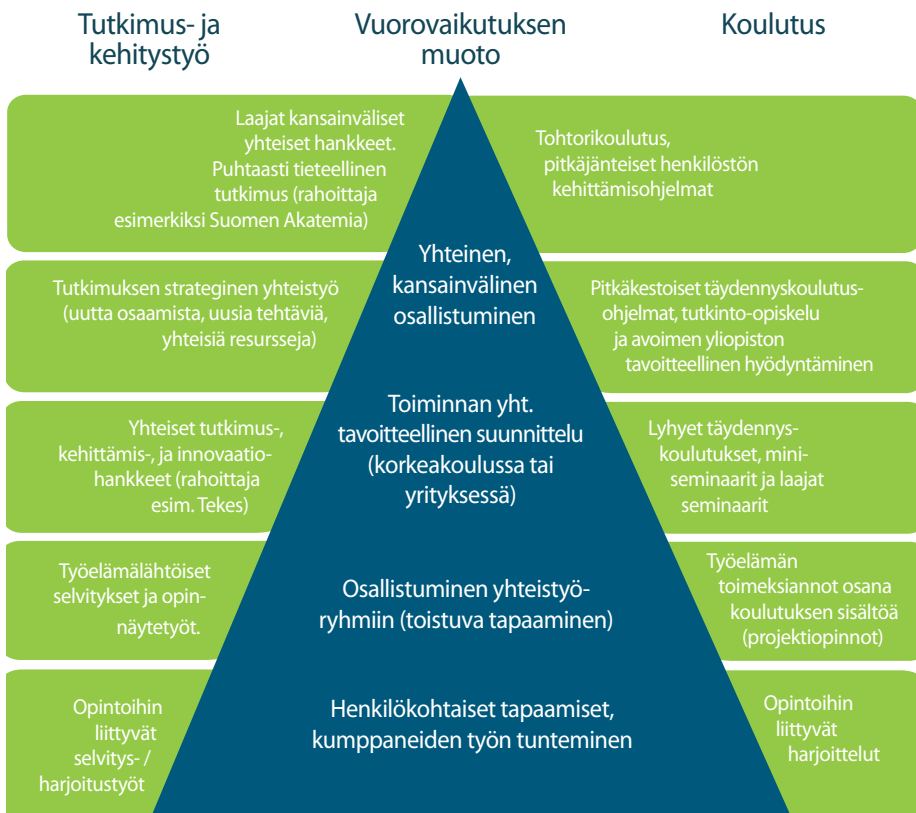 Tutkimus- ja
kehitystyö
Vuorovaikutuksen
muoto
Koulutus
Laajat kansainväliset
yhteiset hankkeet.
Puhtaasti tieteellinen
tutkimus (rahoittaja
esimerkiksi Suomen Akatemia)
Tohtorikoulutus,
pitkäjänteiset henkilöstön
kehittämisohjelmat
Yhteinen,
kansainvälinen
osallistuminen
Tutkimuksen strateginen yhteistyö
(uutta osaamista, uusia tehtäviä,
yhteisiä resursseja)
Pitkäkestoiset täydennyskoulutus-
ohjelmat, tutkinto-opiskelu
ja avoimen yliopiston
tavoitteellinen hyödyntäminen
Toiminnan yht.
tavoitteellinen suunnittelu
(korkeakoulussa tai
yrityksessä)
Yhteiset tutkimus-,
kehittämis-, ja innovaatio-
hankkeet (rahoittaja
esim. Tekes)
Lyhyet täydennys-
koulutukset, mini-
seminaarit ja laajat
seminaarit
Työelämälähtöiset
selvitykset ja opin-
näytetyöt.
Osallistuminen yhteistyö-
ryhmiin (toistuva tapaaminen)
Työelämän
toimeksiannot osana
koulutuksen sisältöä
(projektiopinnot)
Opintoihin
liittyvät
selvitys- /
harjoitustyöt
Henkilökohtaiset tapaamiset,
kumppaneiden työn tunteminen
Opintoihin
liittyvät
harjoittelut